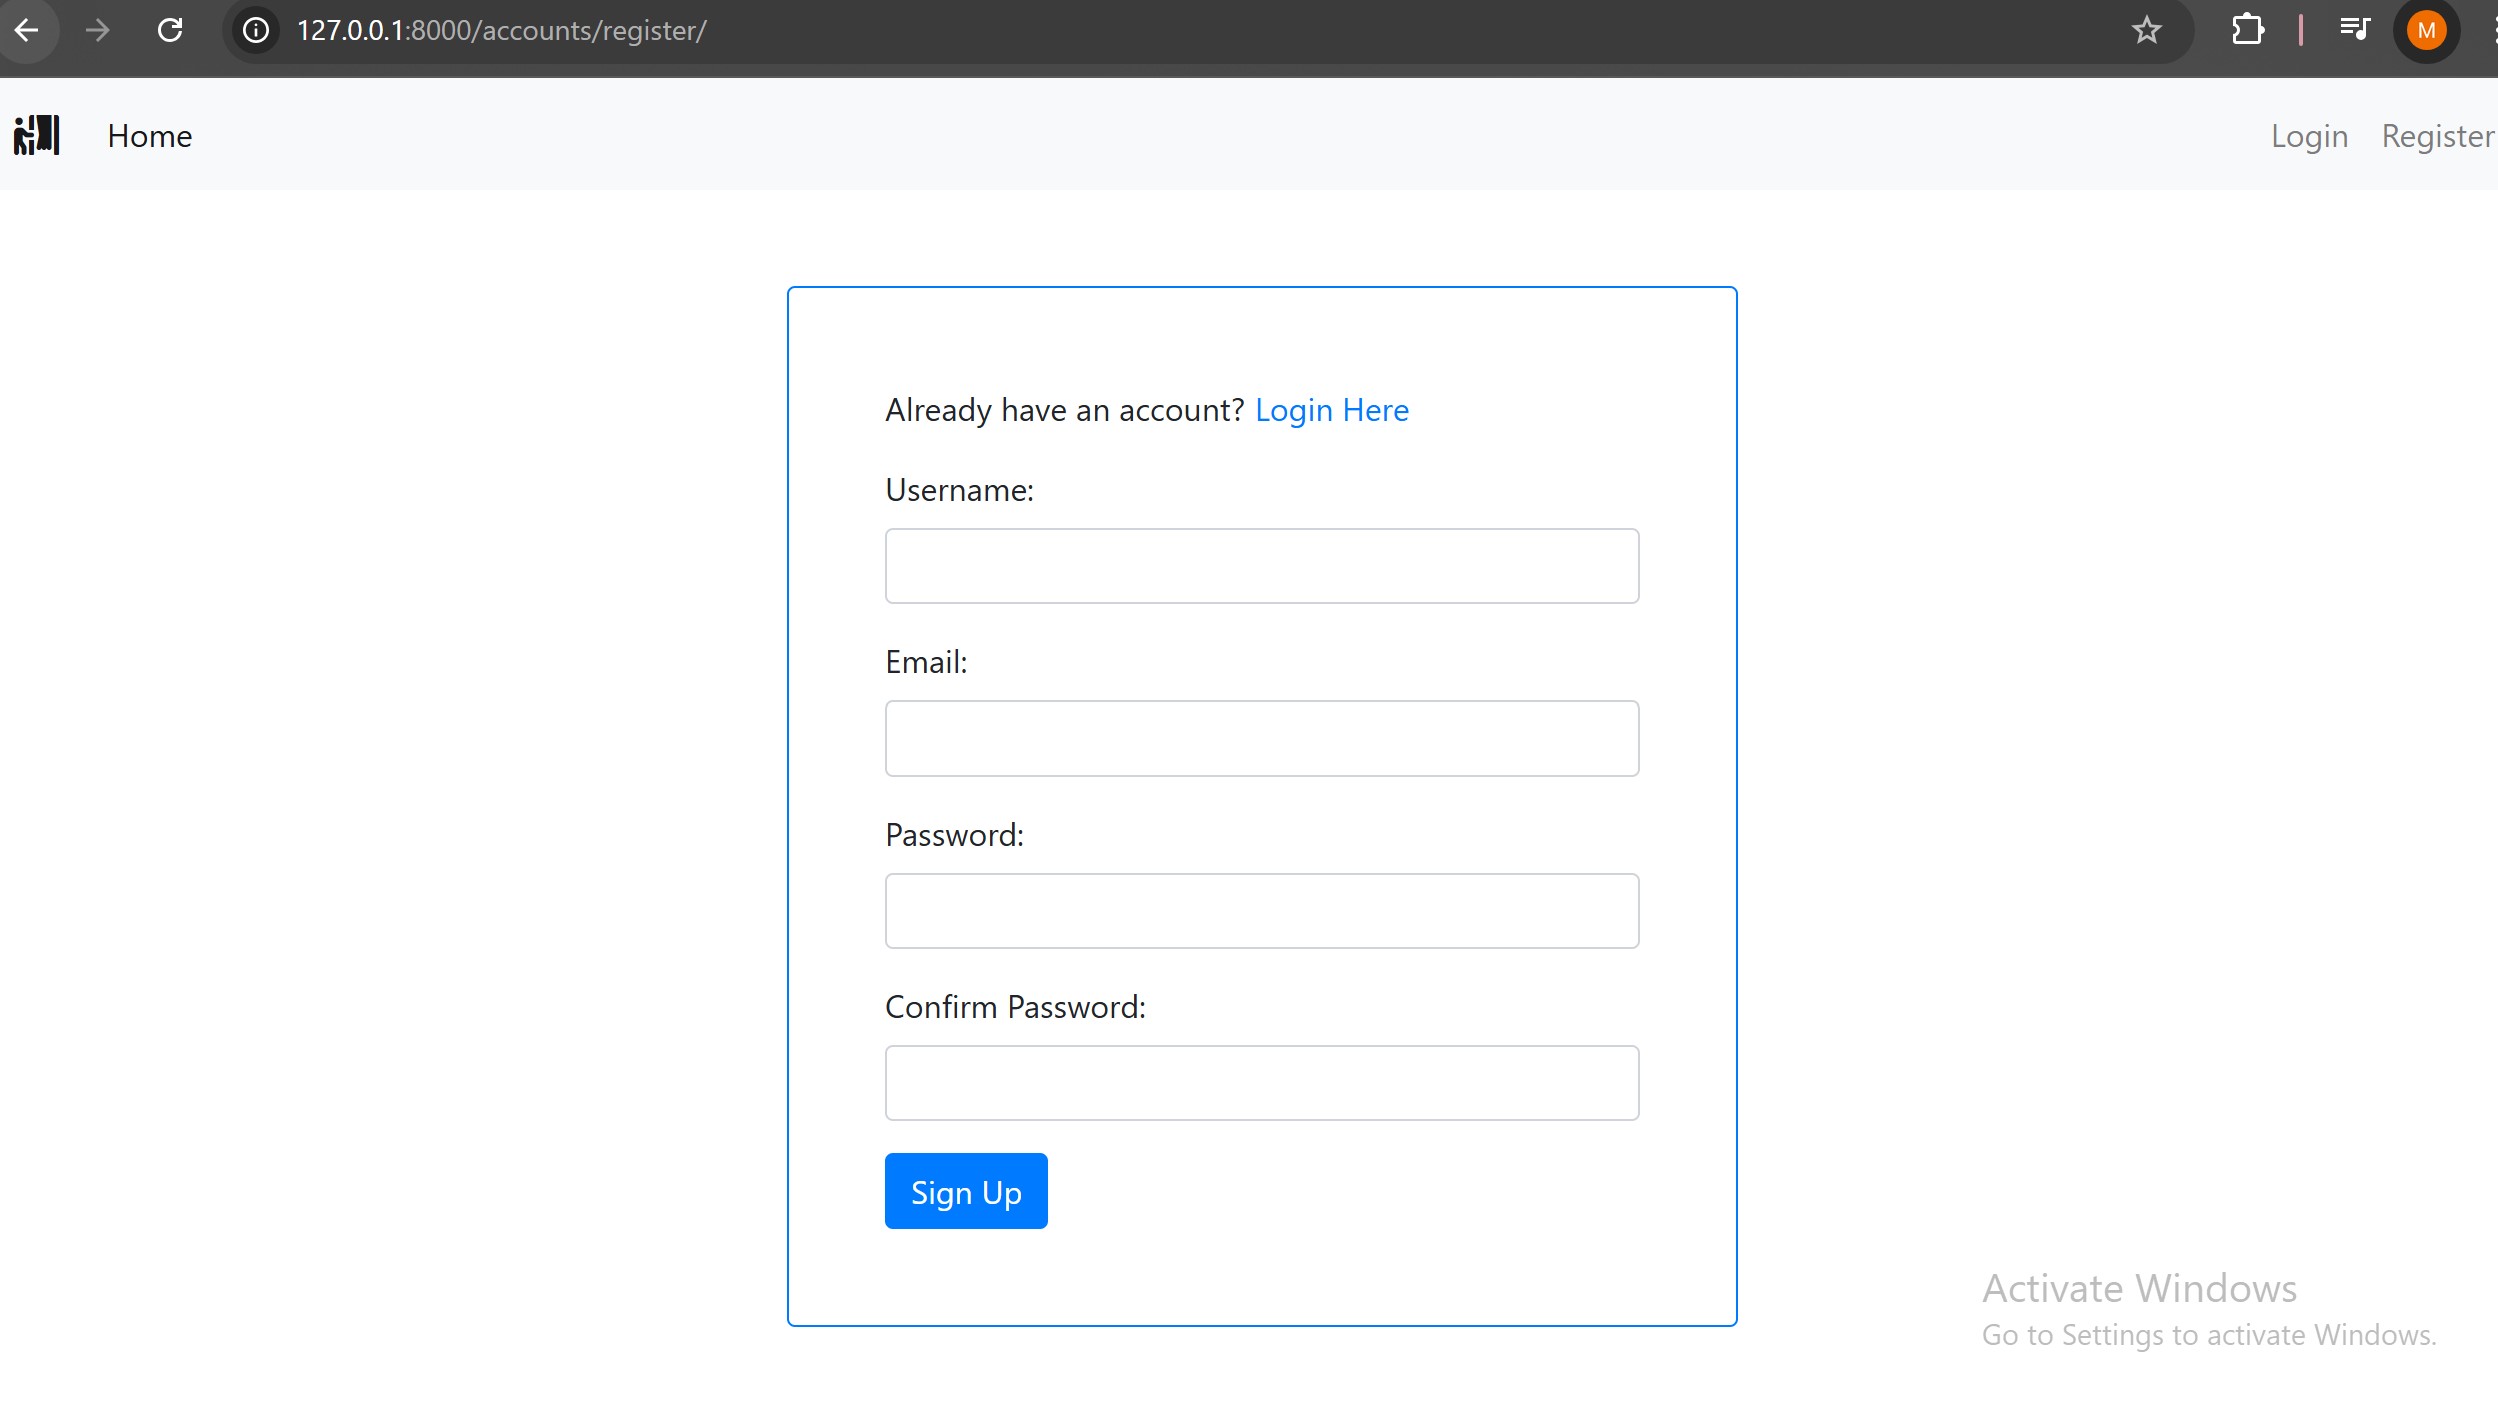 127.0.0.1:8000/accounts/register/
M
Home
Login
Register
Already have an account? Login Here
Username:
Email:
Password:
Confirm Password:
Sign Up
Activate Windows
Go to Settings to activate Windows.